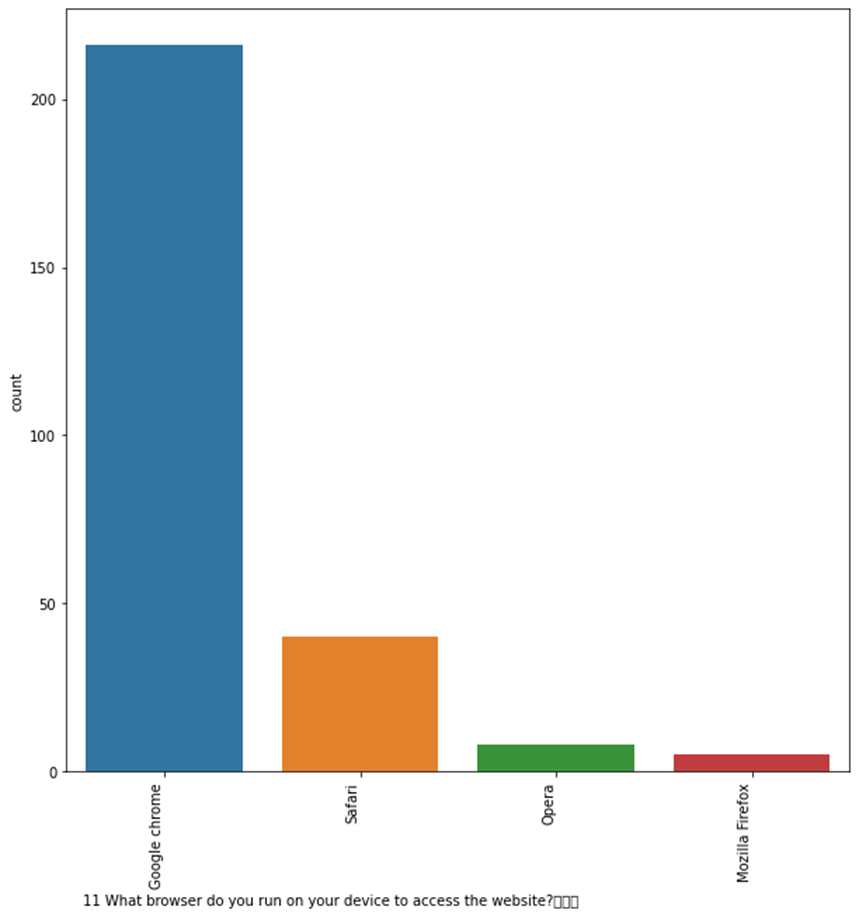 200
150
100
50
0
count
Google chrome
Safari
Opera
Mozilla Firefox
11 What browser do you run on your device to access the website?□□□